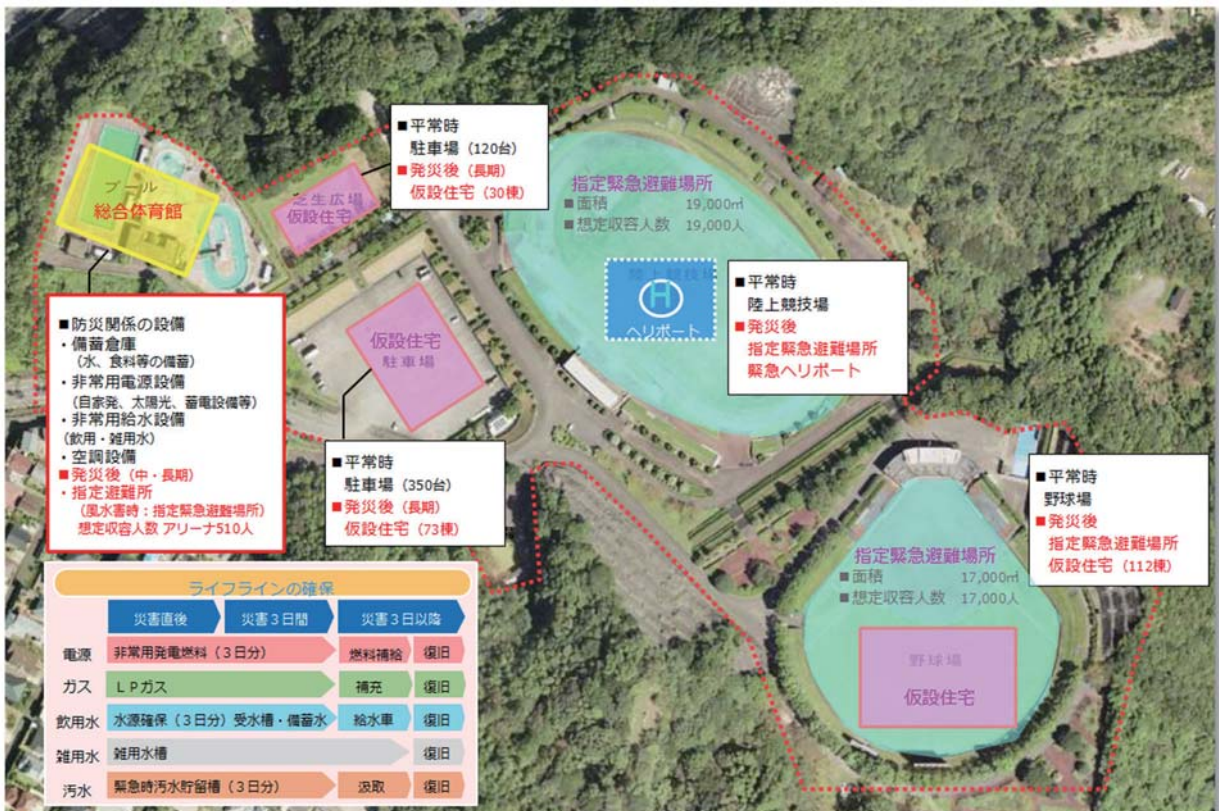 プール
総合体育館
芝生広場
仮設住宅
■平常時
駐車場（120台）
■発災後（長期）
仮設住宅（30棟）
指定緊急避難場所
■面積 19,000㎡
■想定収容人数 19,000人
陸上競技場
H
ヘリポート
■平常時
陸上競技場
■発災後
指定緊急避難場所
緊急ヘリポート
■防災関係の設備
・備蓄倉庫
（水、食料等の備蓄）
・非常用電源設備
（自家発、太陽光、蓄電設備等）
・非常用給水設備
（飲用・雑用水）
・空調設備
■発災後（中・長期）
・指定避難所
（風水害時：指定緊急避難場所）
想定収容人数 アリーナ510人
仮設住宅
駐車場
■平常時
駐車場（350台）
■発災後（長期）
仮設住宅（73棟）
■平常時
野球場
■発災後
指定緊急避難場所
仮設住宅（112棟）
指定緊急避難場所
■面積 17,000㎡
■想定収容人数 17,000人
野球場
仮設住宅
ライフラインの確保
災害直後 災害３日間 災害３日以降
電源 非常用発電燃料（３日分） 燃料補給 復旧
ガス ＬＰガス 補充 復旧
飲用水 水源確保（３日分）受水槽・備蓄水 給水車 復旧
雑用水 雑用水槽 復旧
汚水 緊急時汚水貯留槽（３日分） 汲取 復旧